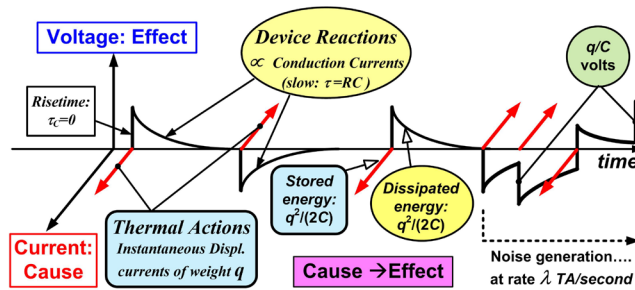 Voltage: Effect
Device Reactions
∝ Conduction Currents
(slow: τ=RC )
q/C
volts
Risetime:
τC=0
time
Stored
energy:
q²/(2C)
Dissipated
energy:
q²/(2C)
Thermal Actions
Instantaneous Displ.
currents of weight q
Current:
Cause
Cause →Effect
Noise generation....
at rate λ TA/second